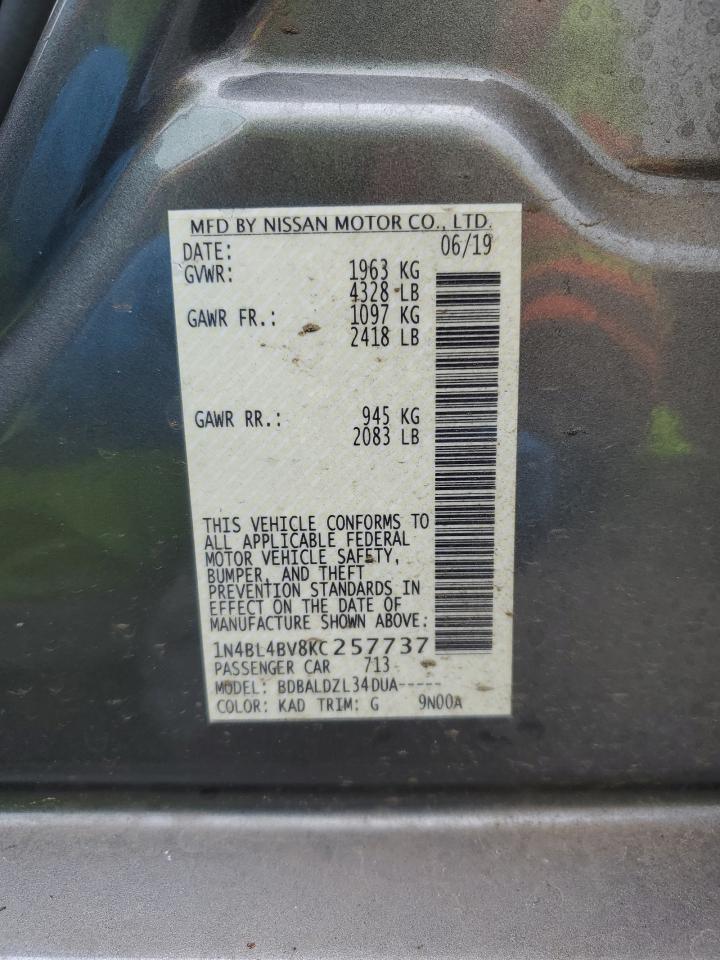 MFD BY NISSAN MOTOR CO., LTD.
DATE: 06/19
GVWR: 1963 KG
4328 LB
GAWR FR.: 1097 KG
2418 LB
GAWR RR.: 945 KG
2083 LB
THIS VEHICLE CONFORMS TO
ALL APPLICABLE FEDERAL
MOTOR VEHICLE SAFETY,
BUMPER, AND THEFT
PREVENTION STANDARDS IN
EFFECT ON THE DATE OF
MANUFACTURE SHOWN ABOVE:
1N4BL4BV8KC257737
PASSENGER CAR 713
MODEL: BDBALDZL34DUA-----
COLOR: KAD TRIM: G 9N00A